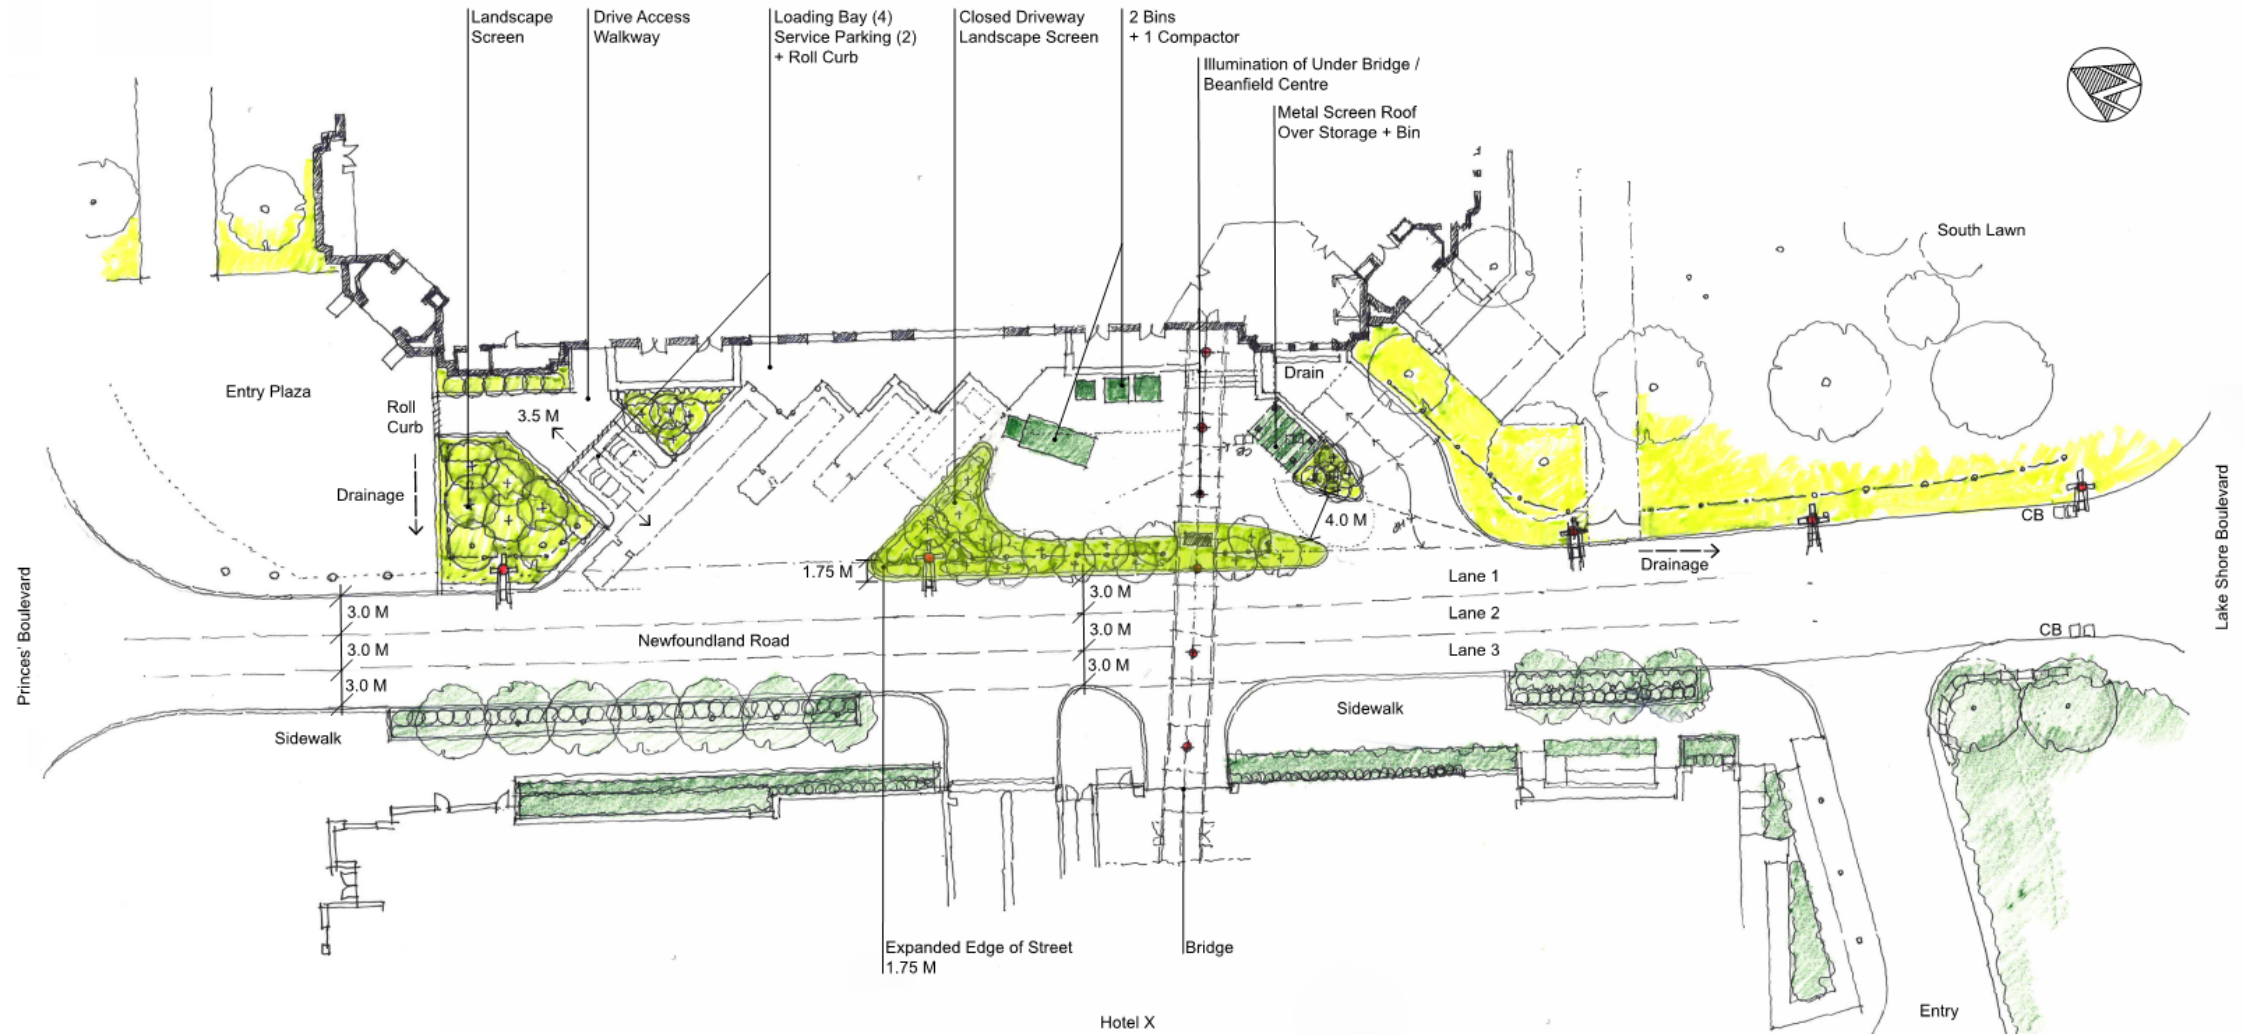 Landscape
Screen
Drive Access
Walkway
Loading Bay (4)
Service Parking (2)
+ Roll Curb
Closed Driveway
Landscape Screen
2 Bins
+ 1 Compactor
Illumination of Under Bridge /
Beanfield Centre
Metal Screen Roof
Over Storage + Bin
South Lawn
Entry Plaza
Roll
Curb
3.5 M
Drain
Drainage
4.0 M
CB
1.75 M
Drainage
Lane 1
3.0 M
3.0 M
Lane 2
Newfoundland Road
3.0 M
3.0 M
CB
Lane 3
3.0 M
3.0 M
Princes' Boulevard
Lake Shore Boulevard
Sidewalk
Sidewalk
Expanded Edge of Street
1.75 M
Bridge
Entry
Hotel X